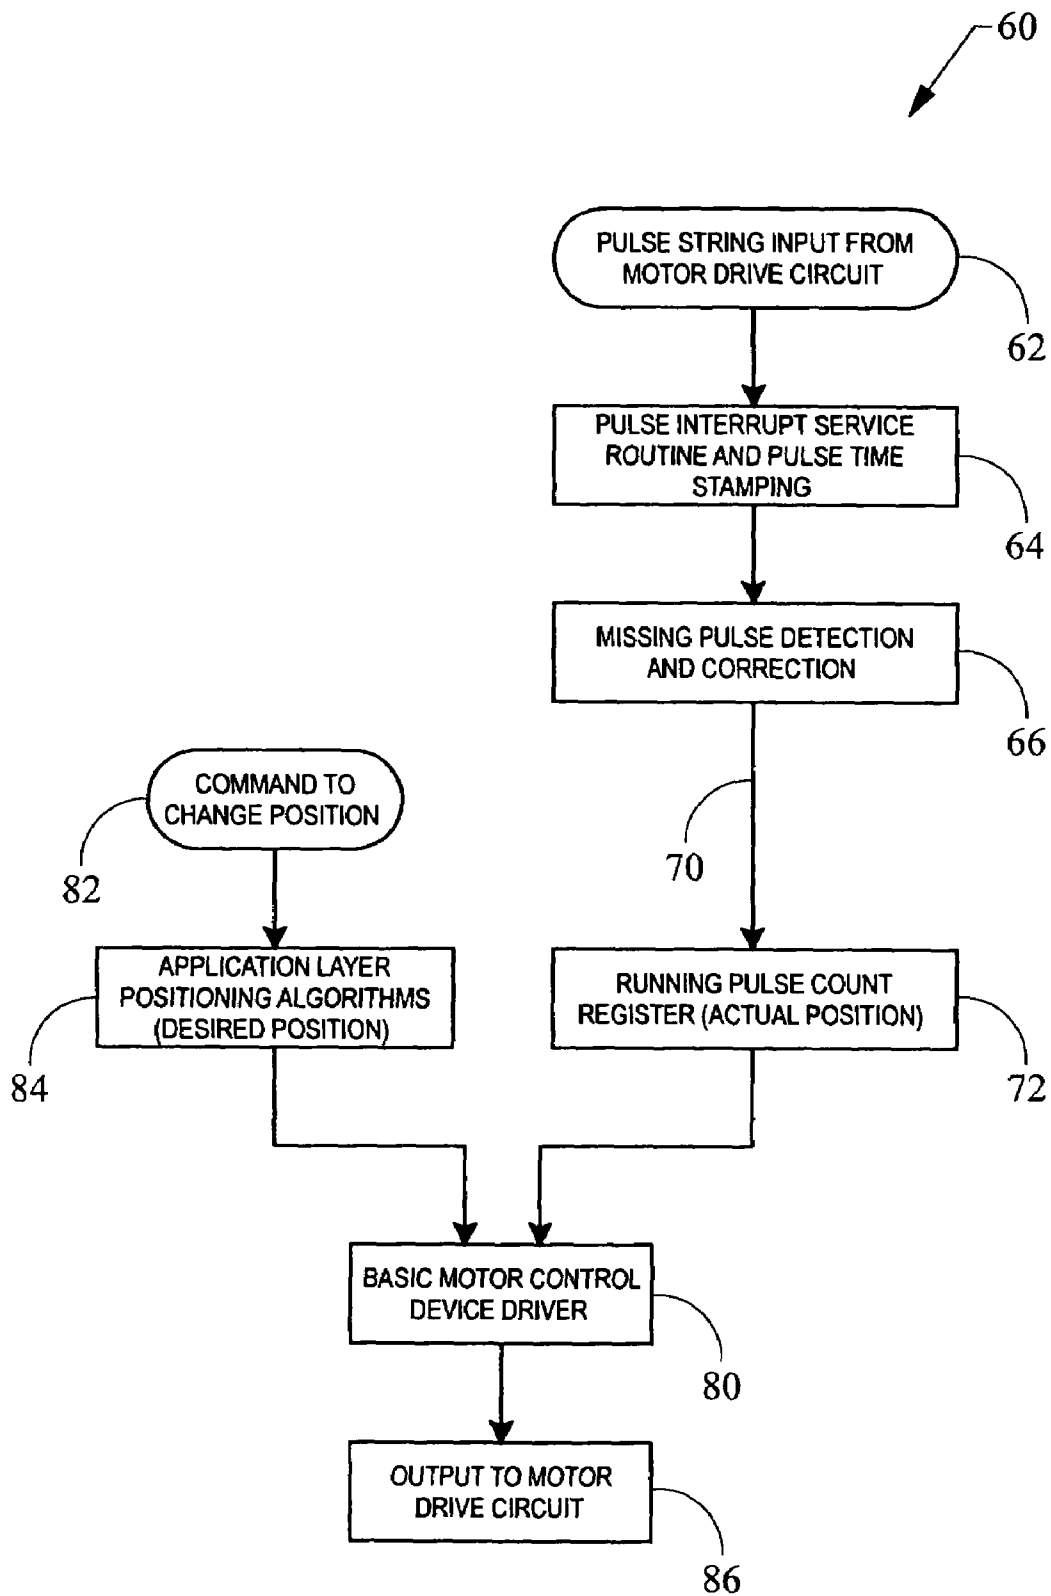 60
PULSE STRING INPUT FROM
MOTOR DRIVE CIRCUIT
62
PULSE INTERRUPT SERVICE
ROUTINE AND PULSE TIME
STAMPING
64
MISSING PULSE DETECTION
AND CORRECTION
66
70
COMMAND TO
CHANGE POSITION
82
APPLICATION LAYER
POSITIONING ALGORITHMS
(DESIRED POSITION)
84
RUNNING PULSE COUNT
REGISTER (ACTUAL POSITION)
72
BASIC MOTOR CONTROL
DEVICE DRIVER
80
OUTPUT TO MOTOR
DRIVE CIRCUIT
86